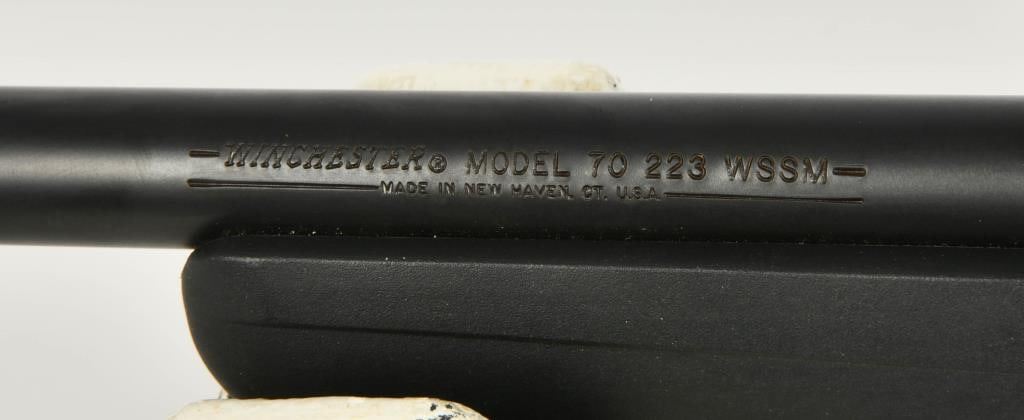 WINCHESTER® MODEL 70 223 WSSM
MADE IN NEW HAVEN, CT. U.S.A.